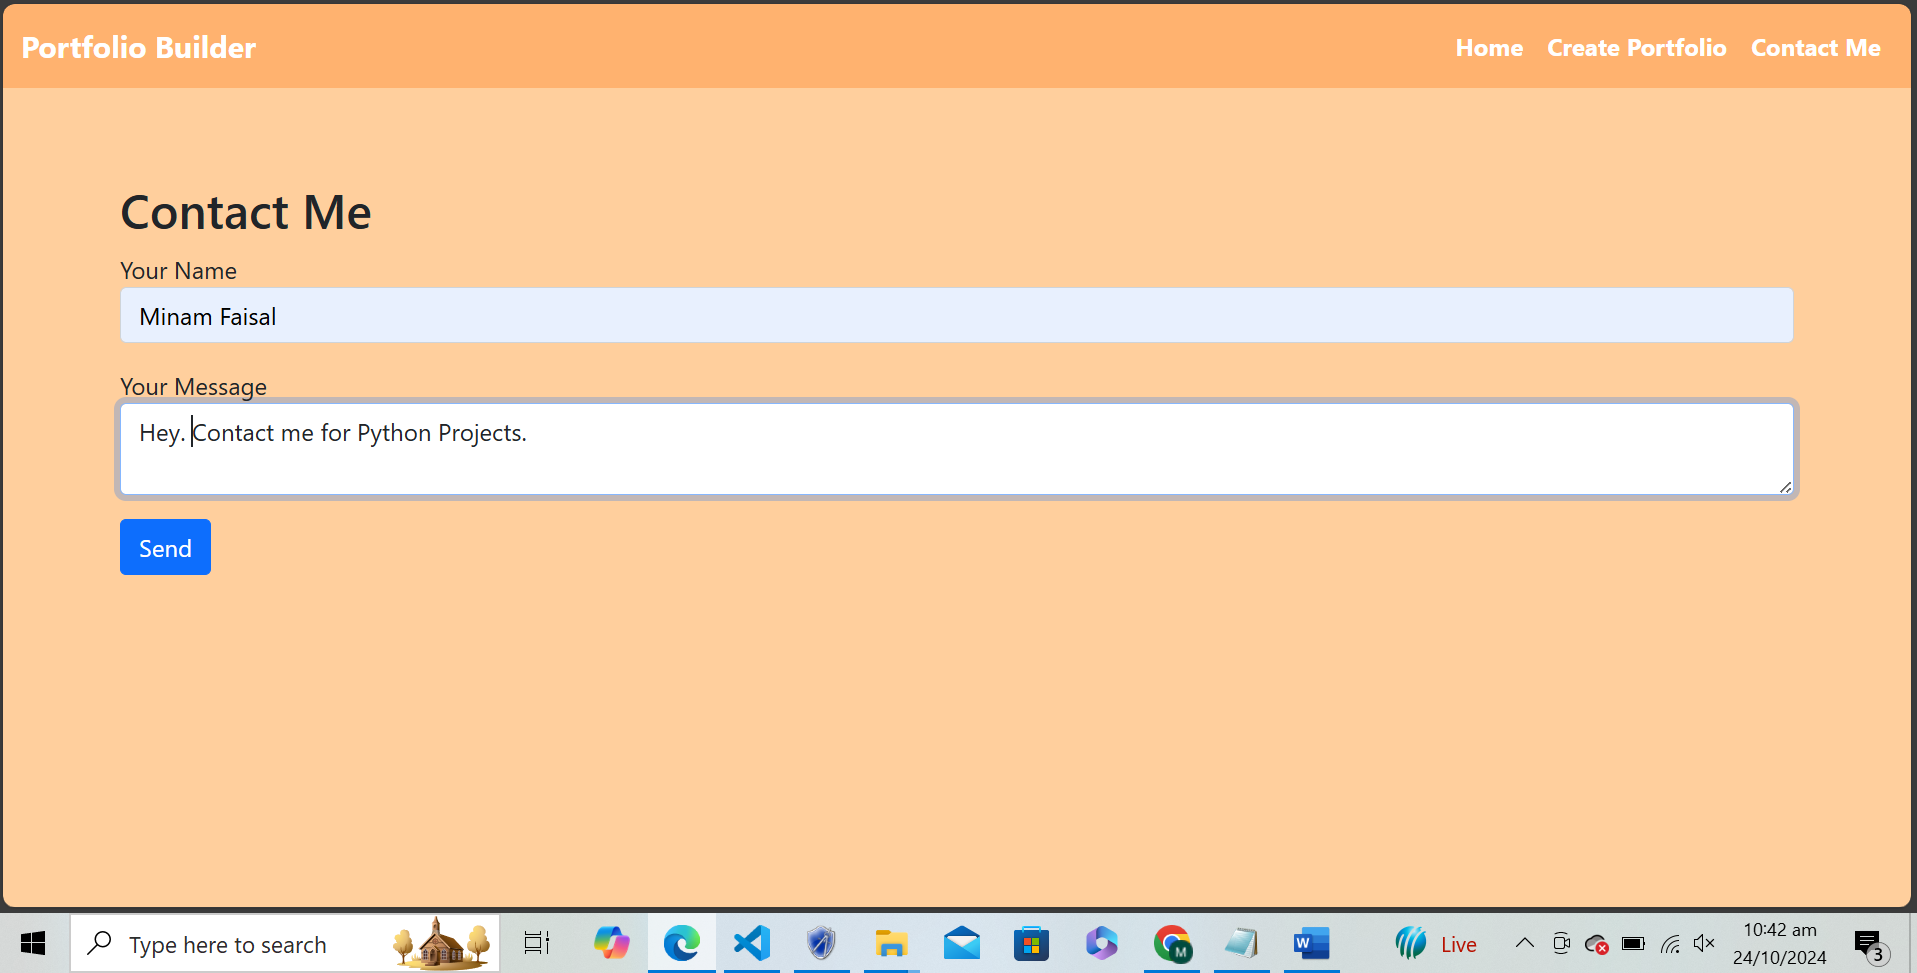 Portfolio Builder
Home Create Portfolio Contact Me
Contact Me
Your Name
Minam Faisal
Your Message
Hey. Contact me for Python Projects.
Send
Type here to search
W
M
Live
10:42 am
24/10/2024
3